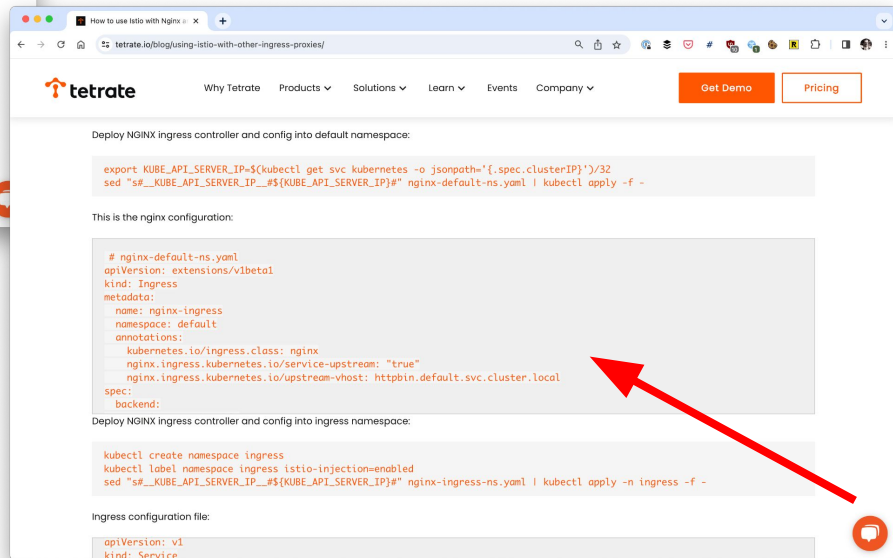 How to use Istio with Nginx a
tetrate.io/blog/using-istio-with-other-ingress-proxies/
tetrate
Why Tetrate Products Solutions Learn Events Company
Get Demo Pricing
Deploy NGINX ingress controller and config into default namespace:
export KUBE_API_SERVER_IP=$(kubectl get svc kubernetes -o jsonpath='{.spec.clusterIP}')/32
sed "s#__KUBE_API_SERVER_IP__#${KUBE_API_SERVER_IP}#" nginx-default-ns.yaml | kubectl apply -f -
This is the nginx configuration:
# nginx-default-ns.yaml
apiVersion: extensions/v1beta1
kind: Ingress
metadata:
name: nginx-ingress
namespace: default
annotations:
kubernetes.io/ingress.class: nginx
nginx.ingress.kubernetes.io/service-upstream: "true"
nginx.ingress.kubernetes.io/upstream-vhost: httpbin.default.svc.cluster.local
spec:
backend:
Deploy NGINX ingress controller and config into ingress namespace:
kubectl create namespace ingress
kubectl label namespace ingress istio-injection=enabled
sed "s#__KUBE_API_SERVER_IP__#${KUBE_API_SERVER_IP}#" nginx-ingress-ns.yaml | kubectl apply -n ingress -f -
Ingress configuration file:
apiVersion: v1
kind: Service